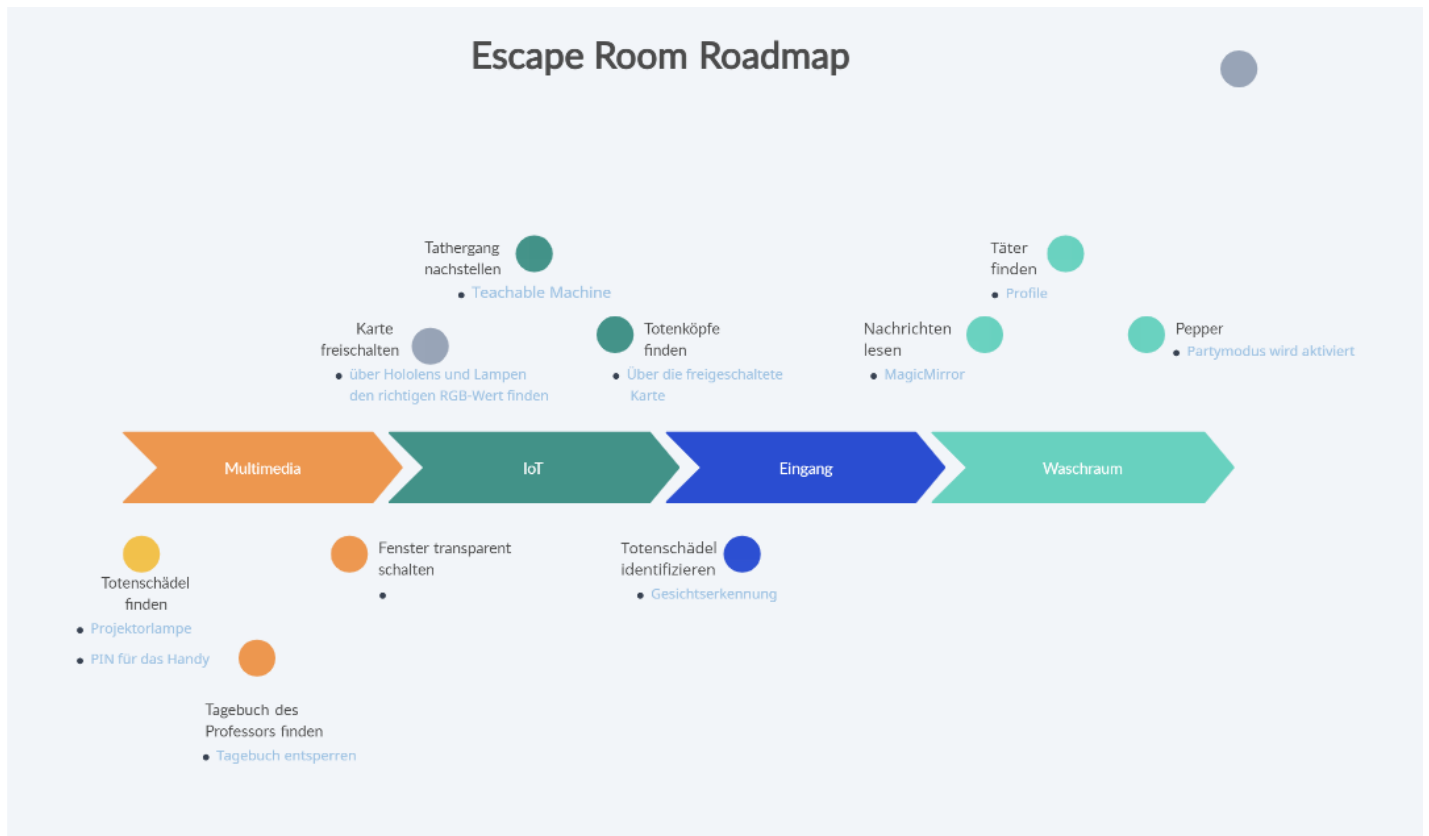 Escape Room Roadmap
Tathergang
nachstellen
Teachable Machine
Täter
finden
Profile
Karte
freischalten
über Hololens und Lampen
den richtigen RGB-Wert finden
Totenköpfe
finden
Über die freigeschaltete
Karte
Nachrichten
lesen
MagicMirror
Pepper
Partymodus wird aktiviert
Multimedia
IoT
Eingang
Waschraum
Totenschädel
finden
Projektorlampe
PIN für das Handy
Fenster transparent
schalten
Totenschädel
identifizieren
Gesichtserkennung
Tagebuch des
Professors finden
Tagebuch entsperren